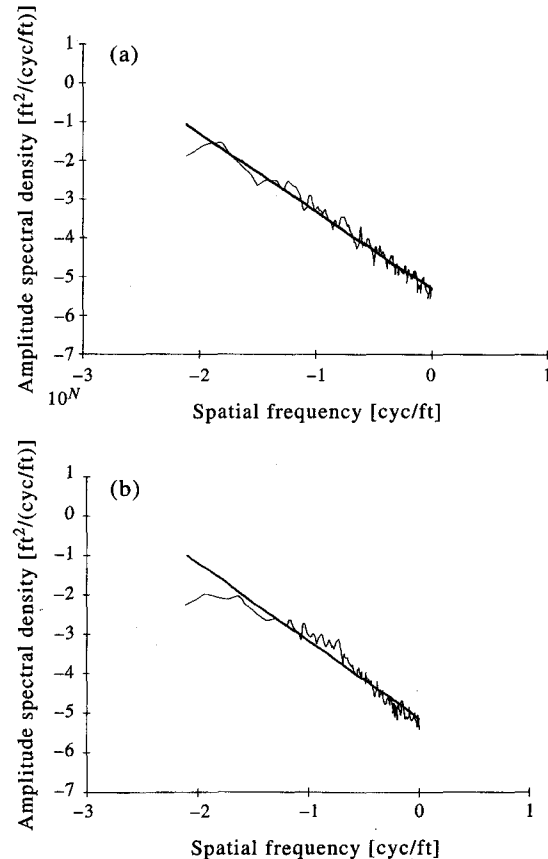 (a)
Amplitude spectral density [ft²/(cyc/ft)]
1
0
−1
−2
−3
−4
−5
−6
−7
−3 −2 −1 0 1
10ᴺ
Spatial frequency [cyc/ft]
(b)
Amplitude spectral density [ft²/(cyc/ft)]
1
0
−1
−2
−3
−4
−5
−6
−7
−3 −2 −1 0 1
Spatial frequency [cyc/ft]